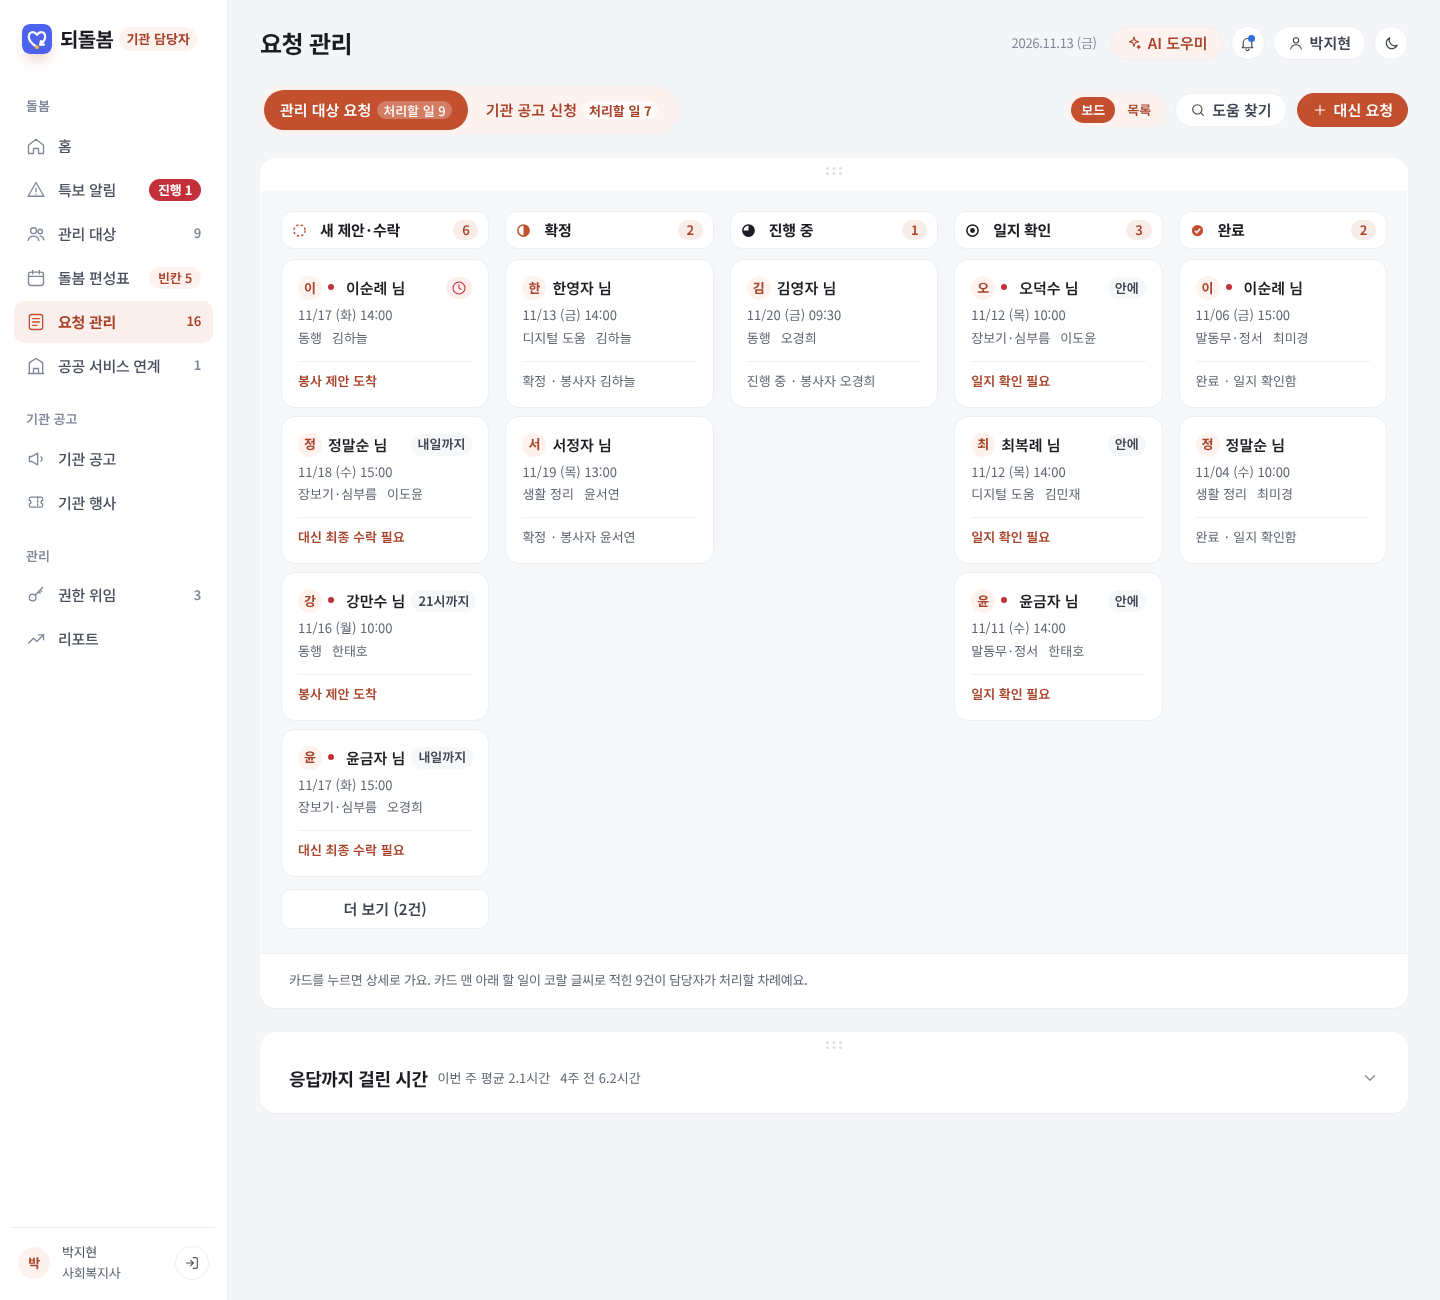 되돌봄 기관 담당자
돌봄
홈
특보 알림 진행 1
관리 대상 9
돌봄 편성표 빈칸 5
요청 관리 16
공공 서비스 연계 1
기관 공고
기관 공고
기관 행사
관리
권한 위임 3
리포트
박 박지현
사회복지사
요청 관리
2026.11.13 (금) AI 도우미 박지현
관리 대상 요청 처리할 일 9 기관 공고 신청 처리할 일 7
보드 목록 도움 찾기 대신 요청
새 제안·수락 6
이 이순례 님
11/17 (화) 14:00
동행 김하늘
봉사 제안 도착
정 정말순 님 내일까지
11/18 (수) 15:00
장보기·심부름 이도윤
대신 최종 수락 필요
강 강만수 님 21시까지
11/16 (월) 10:00
동행 한태호
봉사 제안 도착
윤 윤금자 님 내일까지
11/17 (화) 15:00
장보기·심부름 오경희
대신 최종 수락 필요
더 보기 (2건)
확정 2
한 한영자 님
11/13 (금) 14:00
디지털 도움 김하늘
확정 · 봉사자 김하늘
서 서정자 님
11/19 (목) 13:00
생활 정리 윤서연
확정 · 봉사자 윤서연
진행 중 1
김 김영자 님
11/20 (금) 09:30
동행 오경희
진행 중 · 봉사자 오경희
일지 확인 3
오 오덕수 님 안에
11/12 (목) 10:00
장보기·심부름 이도윤
일지 확인 필요
최 최복례 님 안에
11/12 (목) 14:00
디지털 도움 김민재
일지 확인 필요
윤 윤금자 님 안에
11/11 (수) 14:00
말동무·정서 한태호
일지 확인 필요
완료 2
이 이순례 님
11/06 (금) 15:00
말동무·정서 최미경
완료 · 일지 확인함
정 정말순 님
11/04 (수) 10:00
생활 정리 최미경
완료 · 일지 확인함
카드를 누르면 상세로 가요. 카드 맨 아래 할 일이 코랄 글씨로 적힌 9건이 담당자가 처리할 차례예요.
응답까지 걸린 시간 이번 주 평균 2.1시간 4주 전 6.2시간